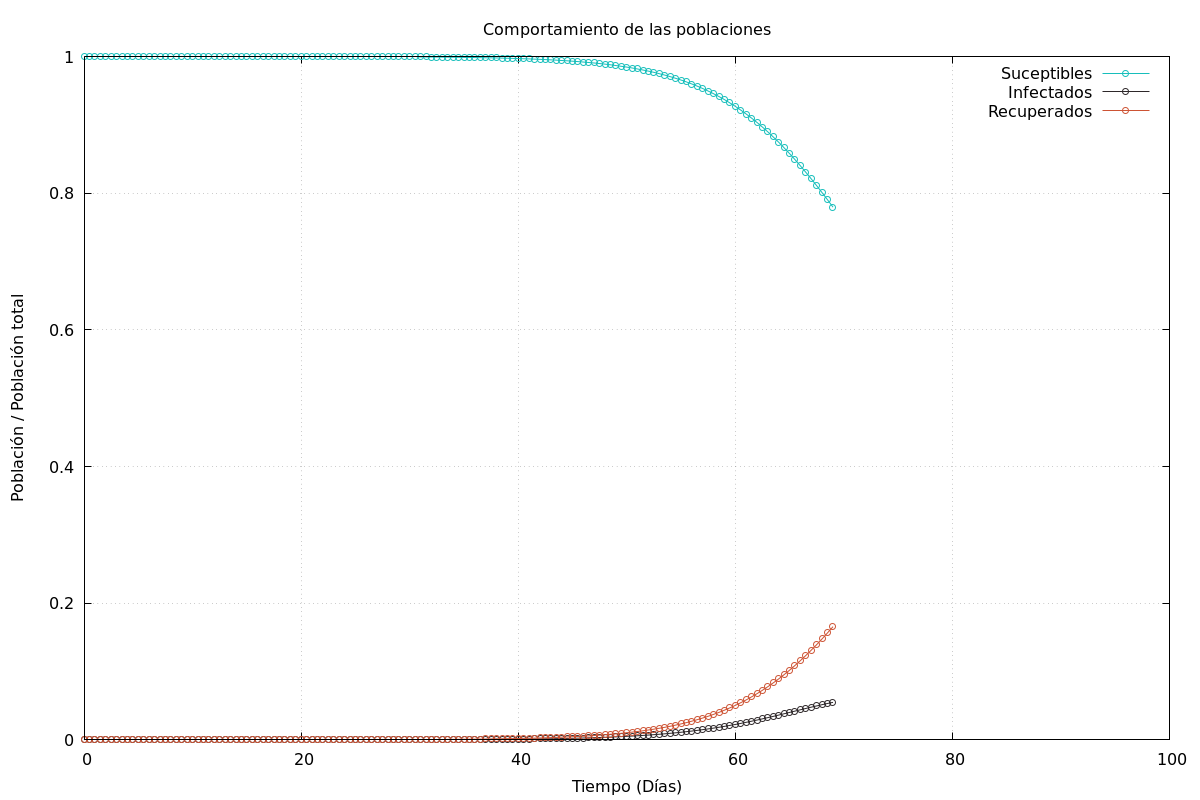 Comportamiento de las poblaciones
Suceptibles
Infectados
Recuperados
1
0.8
0.6
0.4
0.2
0
Población / Población total
0 20 40 60 80 100
Tiempo (Días)